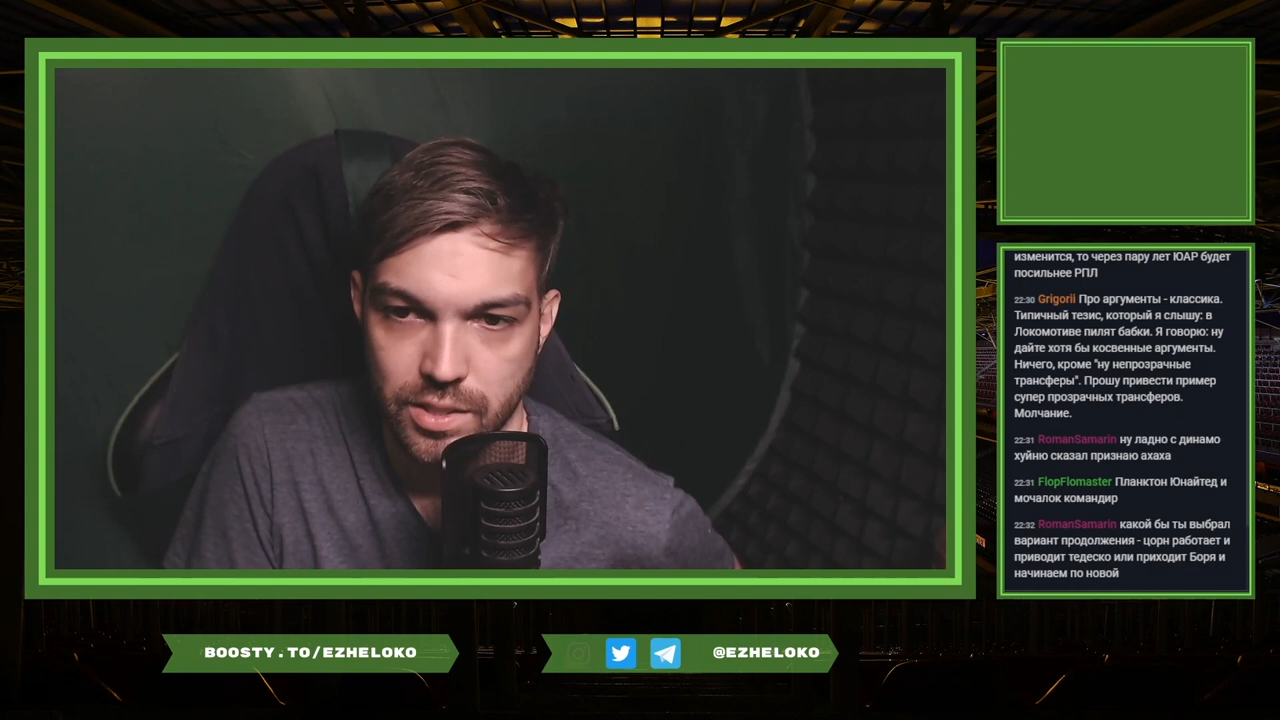 изменится, то через пару лет ЮАР будет
посильнее РПЛ
22:30 Grigorii Про аргументы - классика.
Типичный тезис, который я слышу: в
Локомотиве пилят бабки. Я говорю: ну
дайте хотя бы косвенные аргументы.
Ничего, кроме "ну непрозрачные
трансферы". Прошу привести пример
супер прозрачных трансферов.
Молчание.
22:31 RomanSamarin ну ладно с динамо
хуйню сказал признаю ахаха
22:31 FlopFlomaster Планктон Юнайтед и
мочалок командир
22:32 RomanSamarin какой бы ты выбрал
вариант продолжения - цорн работает и
приводит тедеско или приходит Боря и
начинаем по новой
BOOSTY.TO/EZHELOKO
@EZHELOKO